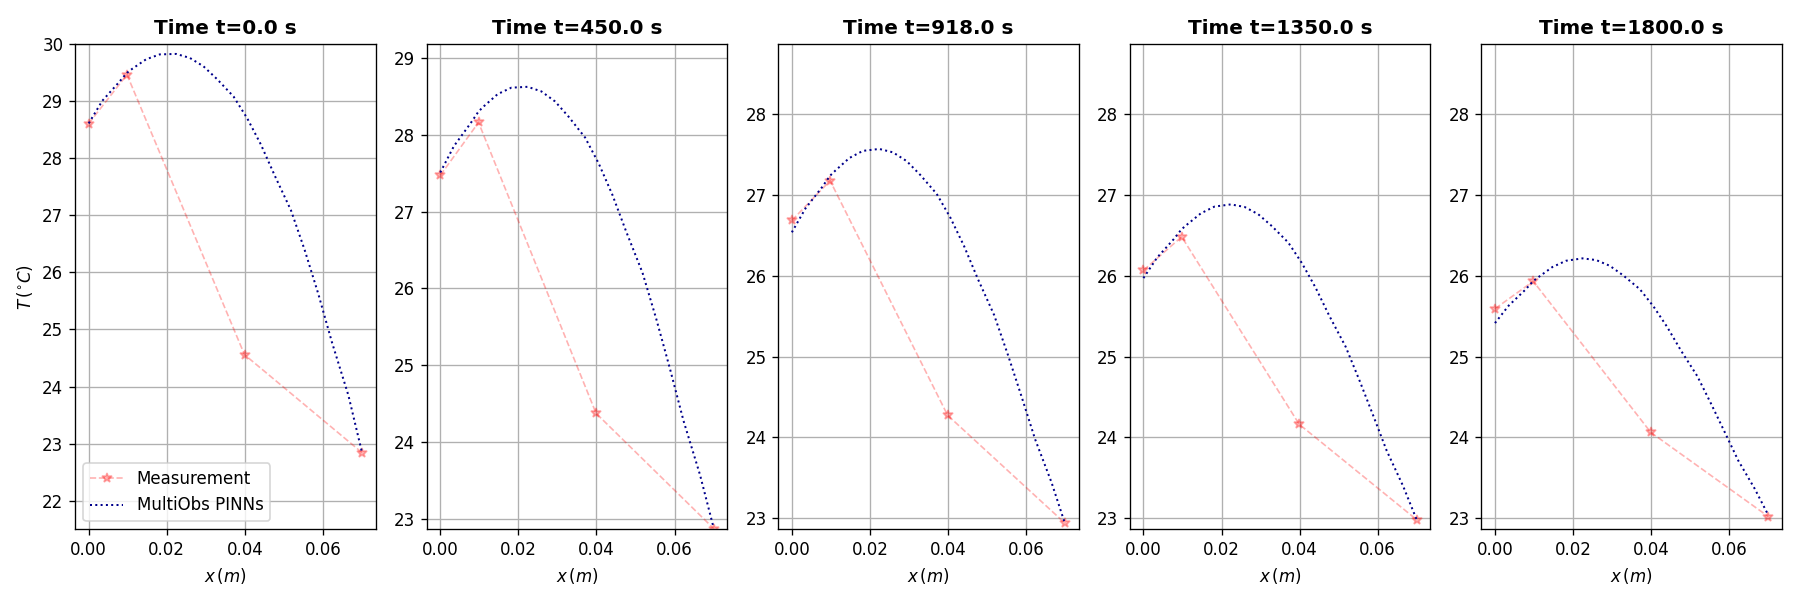 Time t=0.0 s
Time t=450.0 s
Time t=918.0 s
Time t=1350.0 s
Time t=1800.0 s
T (°C)
30
29
28
27
26
25
24
23
22
Measurement
MultiObs PINNs
0.00 0.02 0.04 0.06
x (m)
29
28
27
26
25
24
23
0.00 0.02 0.04 0.06
x (m)
28
27
26
25
24
23
0.00 0.02 0.04 0.06
x (m)
28
27
26
25
24
23
0.00 0.02 0.04 0.06
x (m)
28
27
26
25
24
23
0.00 0.02 0.04 0.06
x (m)